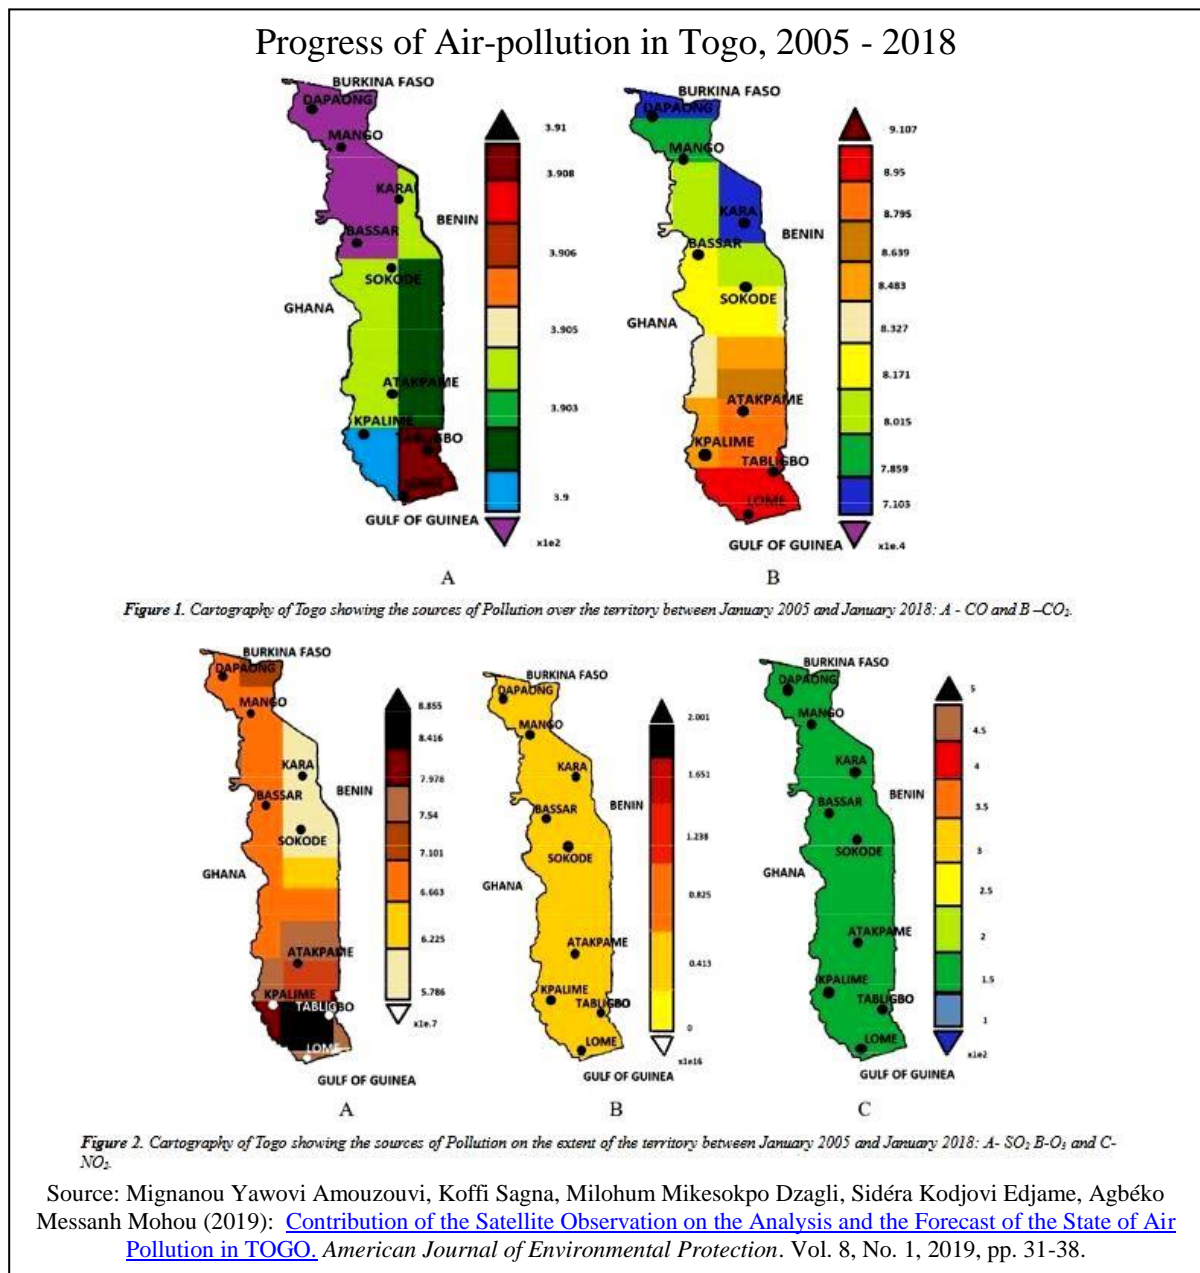 Progress of Air-pollution in Togo, 2005 - 2018
BURKINA FASO
DAPAONG
MANGO
KARA
BENIN
BASSAR
SOKODE
GHANA
ATAKPAME
KPALIME
GBO
GULF OF GUINEA
3.91
3.908
3.906
3.905
3.903
3.9
x1e2
A
BURKINA FASO
DAPAONG
MANGO
KARA
BENIN
BASSAR
SOKODE
GHANA
ATAKPAME
KPALIME
TABLIGBO
LOME
GULF OF GUINEA
9.107
8.95
8.795
8.639
8.483
8.327
8.171
8.015
7.859
7.103
x1e.4
B
Figure 1. Cartography of Togo showing the sources of Pollution over the territory between January 2005 and January 2018: A - CO and B –CO₂.
BURKINA FASO
DAPAONG
MANGO
KARA
BENIN
BASSAR
SOKODE
GHANA
ATAKPAME
KPALIME
TABLIGBO
LOME
GULF OF GUINEA
8.855
8.416
7.978
7.54
7.101
6.663
6.225
5.786
x1e.7
A
BURKINA FASO
DAPAONG
MANGO
KARA
BENIN
BASSAR
SOKODE
GHANA
ATAKPAME
KPALIME
TABLIGBO
LOME
GULF OF GUINEA
2.001
1.651
1.238
0.825
0.413
0
x1e16
B
BURKINA FASO
DAPAONG
MANGO
KARA
BENIN
BASSAR
SOKODE
GHANA
ATAKPAME
KPALIME
TABLIGBO
LOME
GULF OF GUINEA
5
4.5
4
3.5
3
2.5
2
1.5
1
x1e2
C
Figure 2. Cartography of Togo showing the sources of Pollution on the extent of the territory between January 2005 and January 2018: A- SO₂ B-O₃ and C-
NO₂.
Source: Mignanou Yawovi Amouzouvi, Koffi Sagna, Milohum Mikesokpo Dzagli, Sidéra Kodjovi Edjame, Agbéko
Messanh Mohou (2019): Contribution of the Satellite Observation on the Analysis and the Forecast of the State of Air
Pollution in TOGO. American Journal of Environmental Protection. Vol. 8, No. 1, 2019, pp. 31-38.